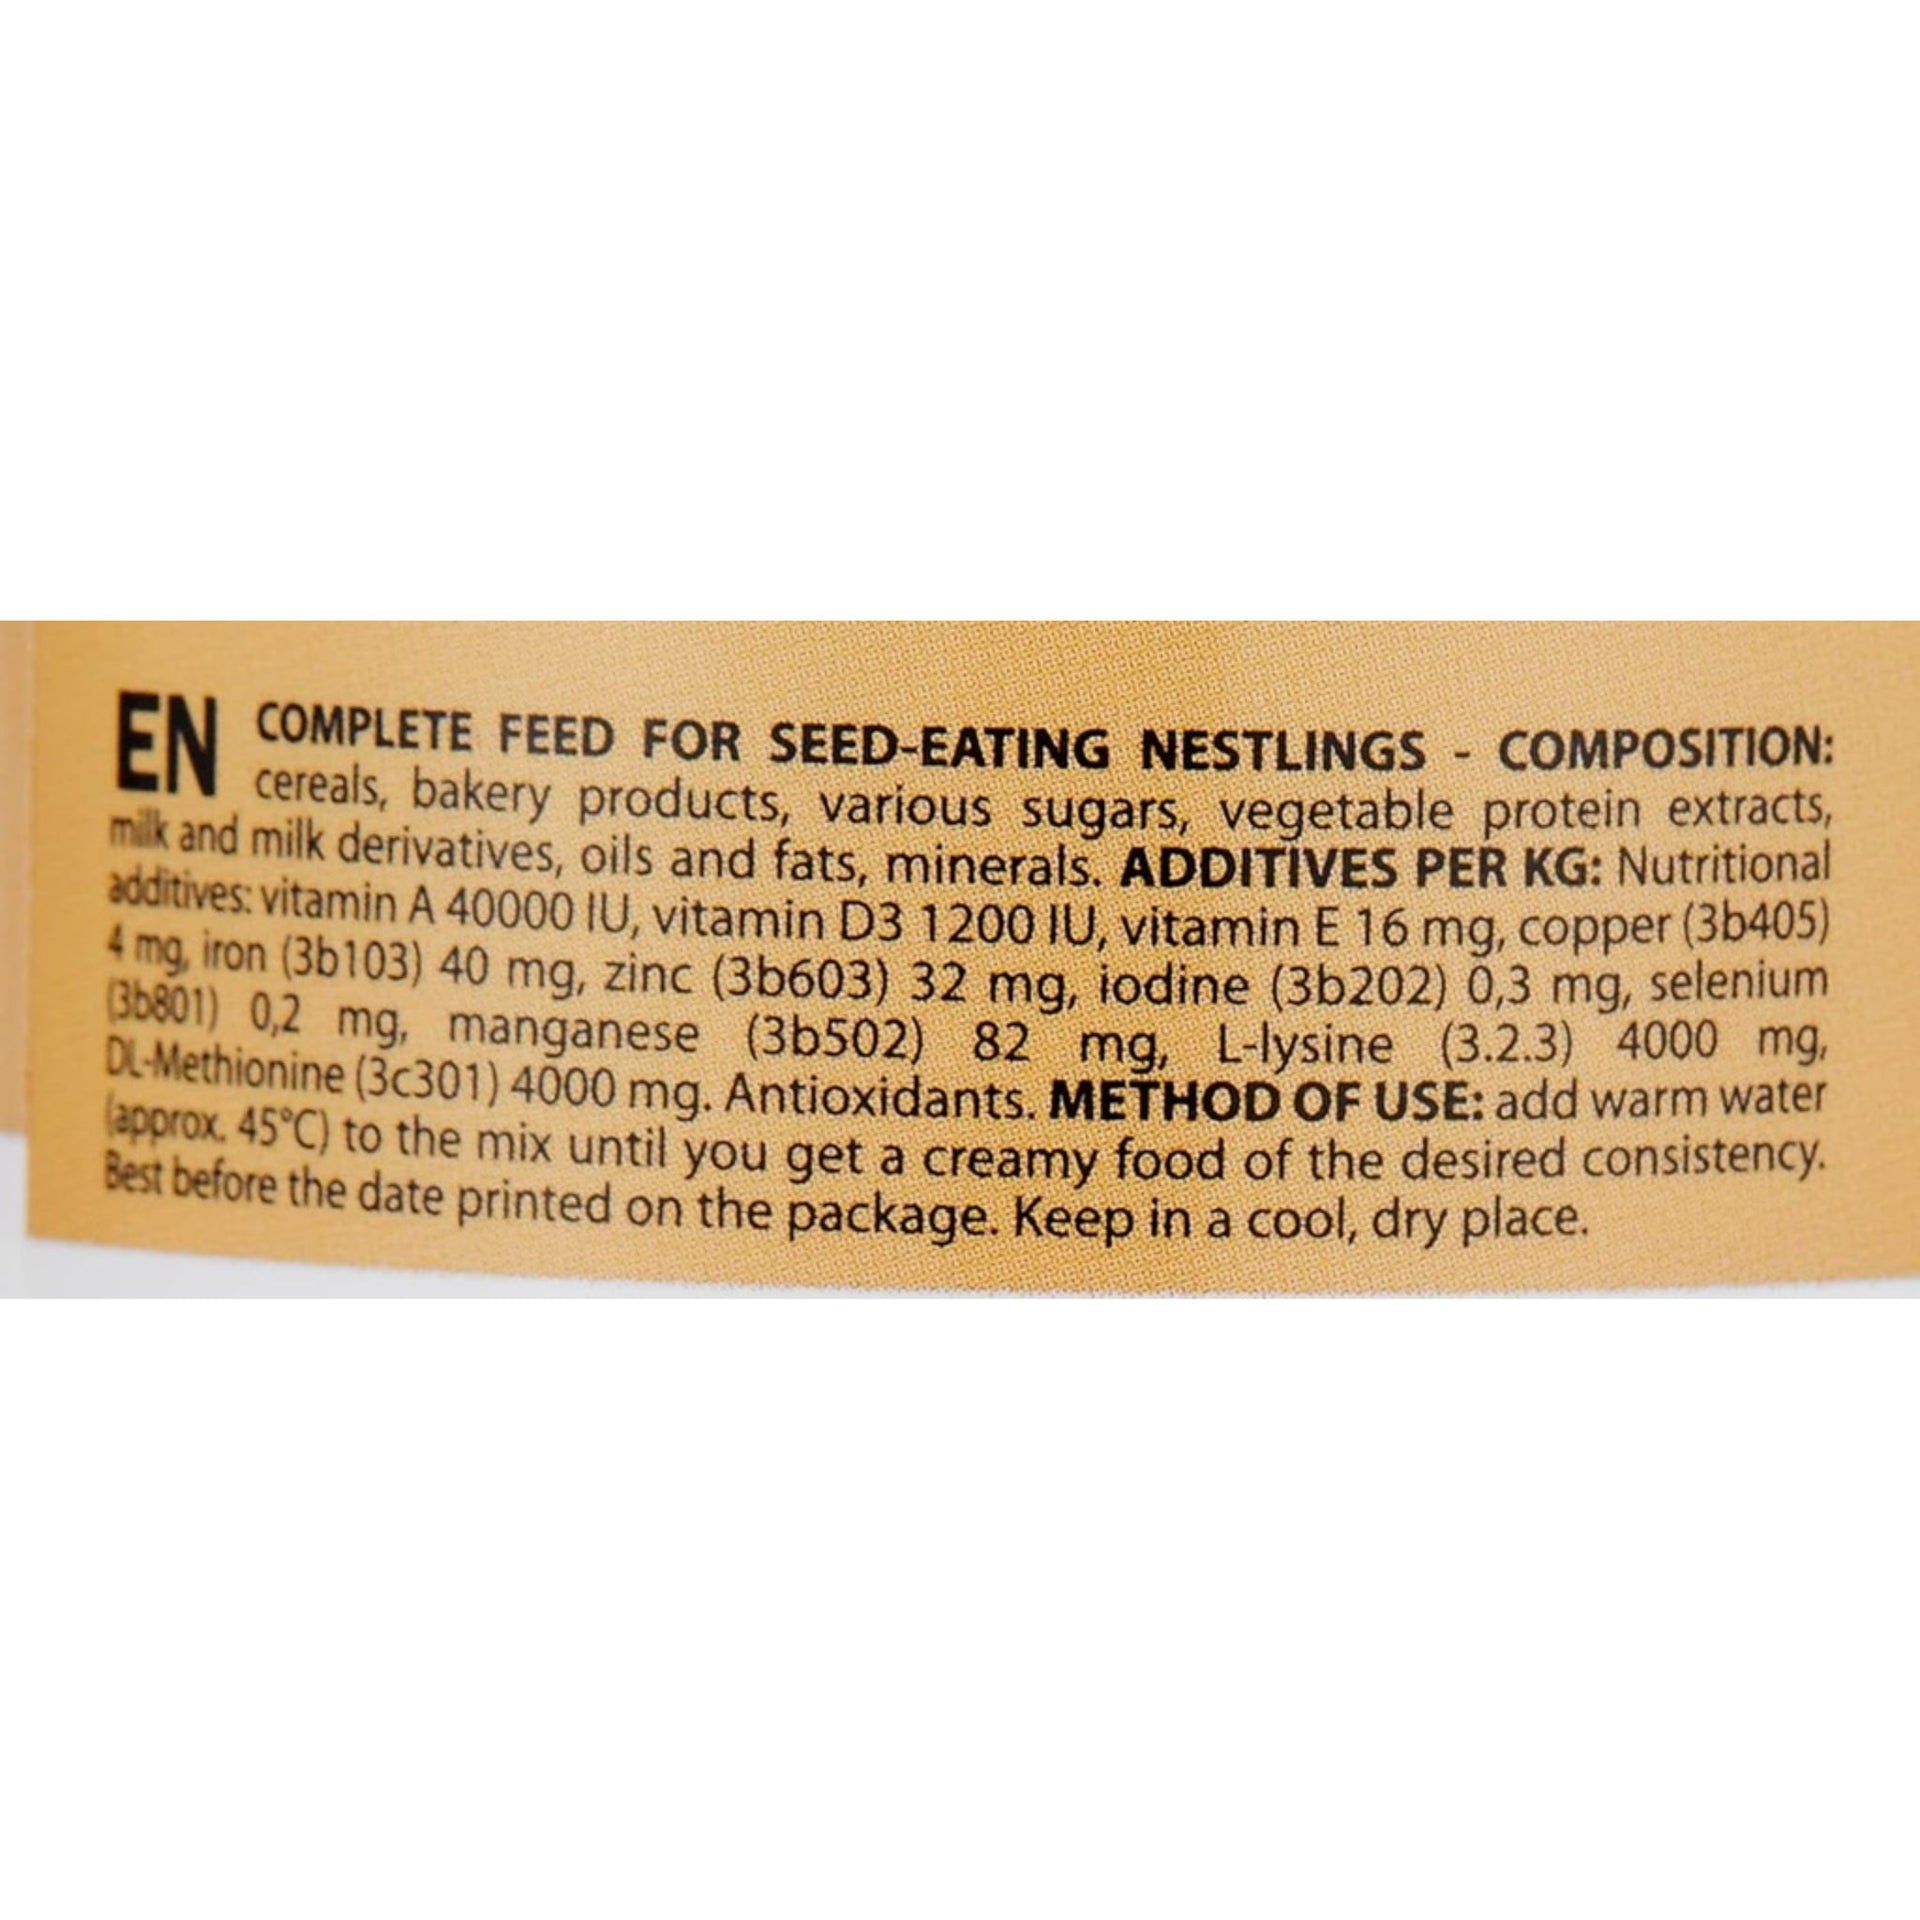 EN COMPLETE FEED FOR SEED-EATING NESTLINGS - COMPOSITION:
cereals, bakery products, various sugars, vegetable protein extracts,
milk and milk derivatives, oils and fats, minerals. ADDITIVES PER KG: Nutritional
additives: vitamin A 40000 IU, vitamin D3 1200 IU, vitamin E 16 mg, copper (3b405)
4 mg, iron (3b103) 40 mg, zinc (3b603) 32 mg, iodine (3b202) 0,3 mg, selenium
(3b801) 0,2 mg, manganese (3b502) 82 mg, L-lysine (3.2.3) 4000 mg,
DL-Methionine (3c301) 4000 mg. Antioxidants. METHOD OF USE: add warm water
(approx. 45°C) to the mix until you get a creamy food of the desired consistency.
Best before the date printed on the package. Keep in a cool, dry place.